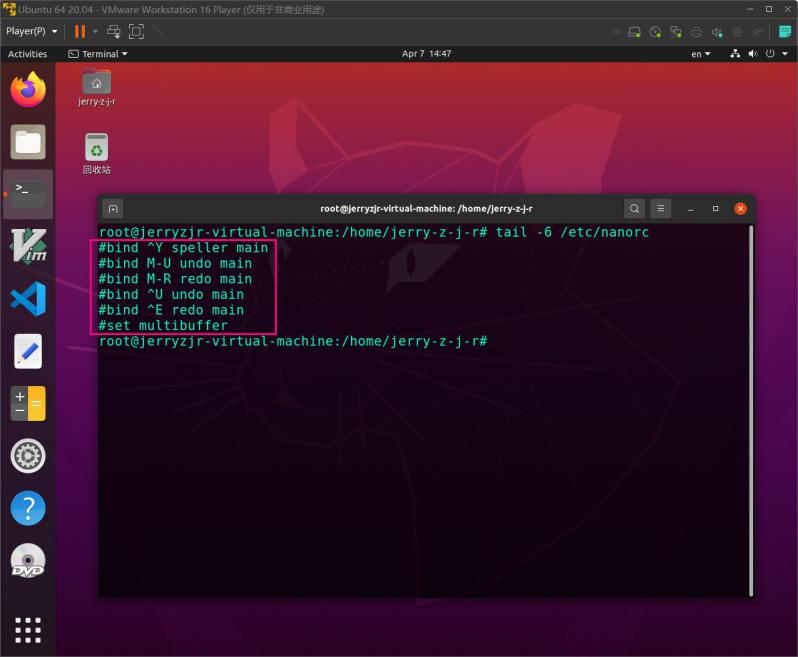 Ubuntu 64 20.04 - VMware Workstation 16 Player (仅用于非商业用途)
Player(P)
Activities
Terminal
Apr 7 14:47
en
jerry-z-j-r
回收站
root@jerryzjr-virtual-machine: /home/jerry-z-j-r
root@jerryzjr-virtual-machine:/home/jerry-z-j-r# tail -6 /etc/nanorc
#bind ^Y speller main
#bind M-U undo main
#bind M-R redo main
#bind ^U undo main
#bind ^E redo main
#set multibuffer
root@jerryzjr-virtual-machine:/home/jerry-z-j-r#
Vim
DVD